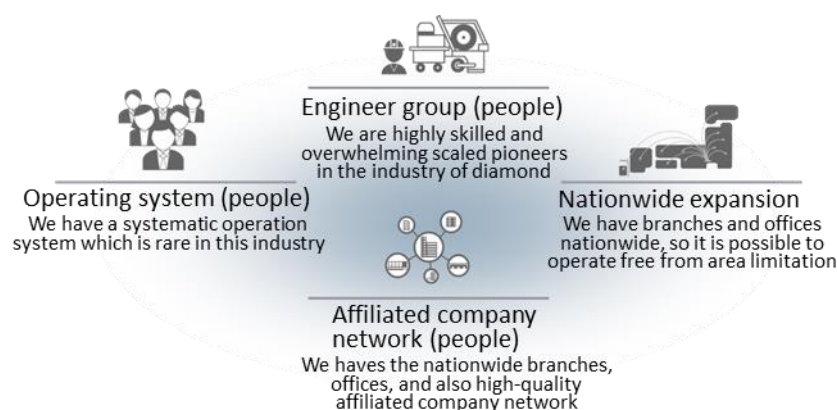 Engineer group (people)
We are highly skilled and
overwhelming scaled pioneers
in the industry of diamond
Operating system (people)
We have a systematic operation
system which is rare in this industry
Nationwide expansion
We have branches and offices
nationwide, so it is possible to
operate free from area limitation
Affiliated company
network (people)
We haves the nationwide branches,
offices, and also high-quality
affiliated company network